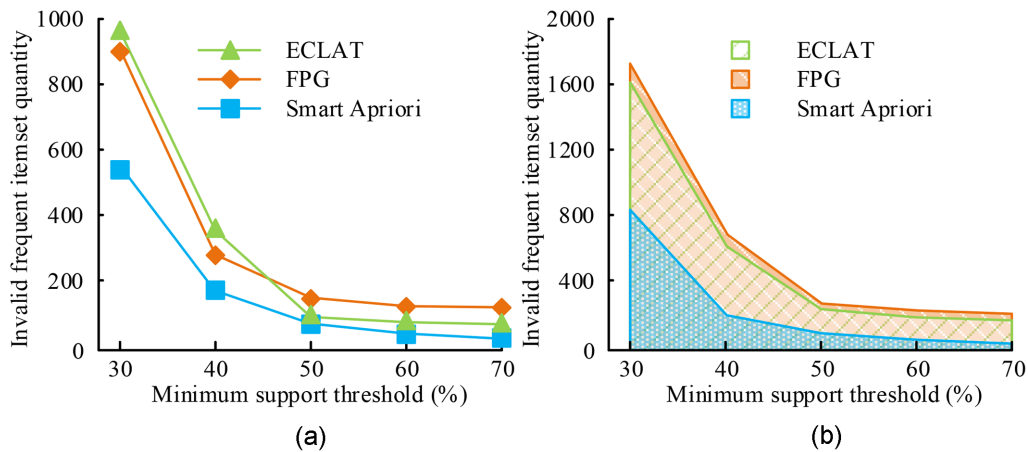 1000
800
600
400
200
0
Invalid frequent itemset quantity
ECLAT
FPG
Smart Apriori
30 40 50 60 70
Minimum support threshold (%)
(a)
2000
1600
1200
800
400
0
Invalid frequent itemset quantity
ECLAT
FPG
Smart Apriori
30 40 50 60 70
Minimum support threshold (%)
(b)